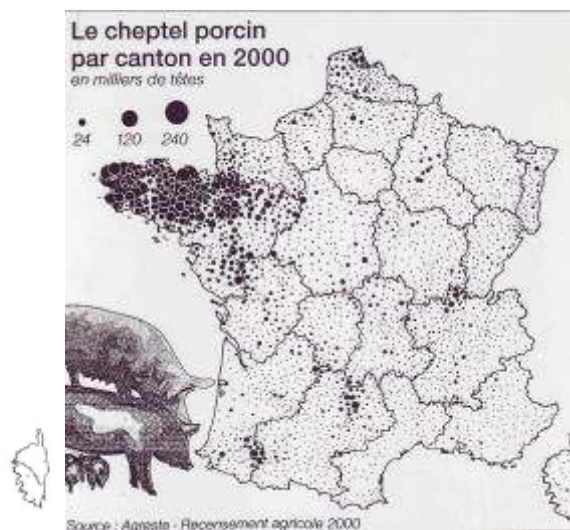 Le cheptel porcin
par canton en 2000
en milliers de têtes
24 120 240
Source : Agreste - Recensement agricole 2000